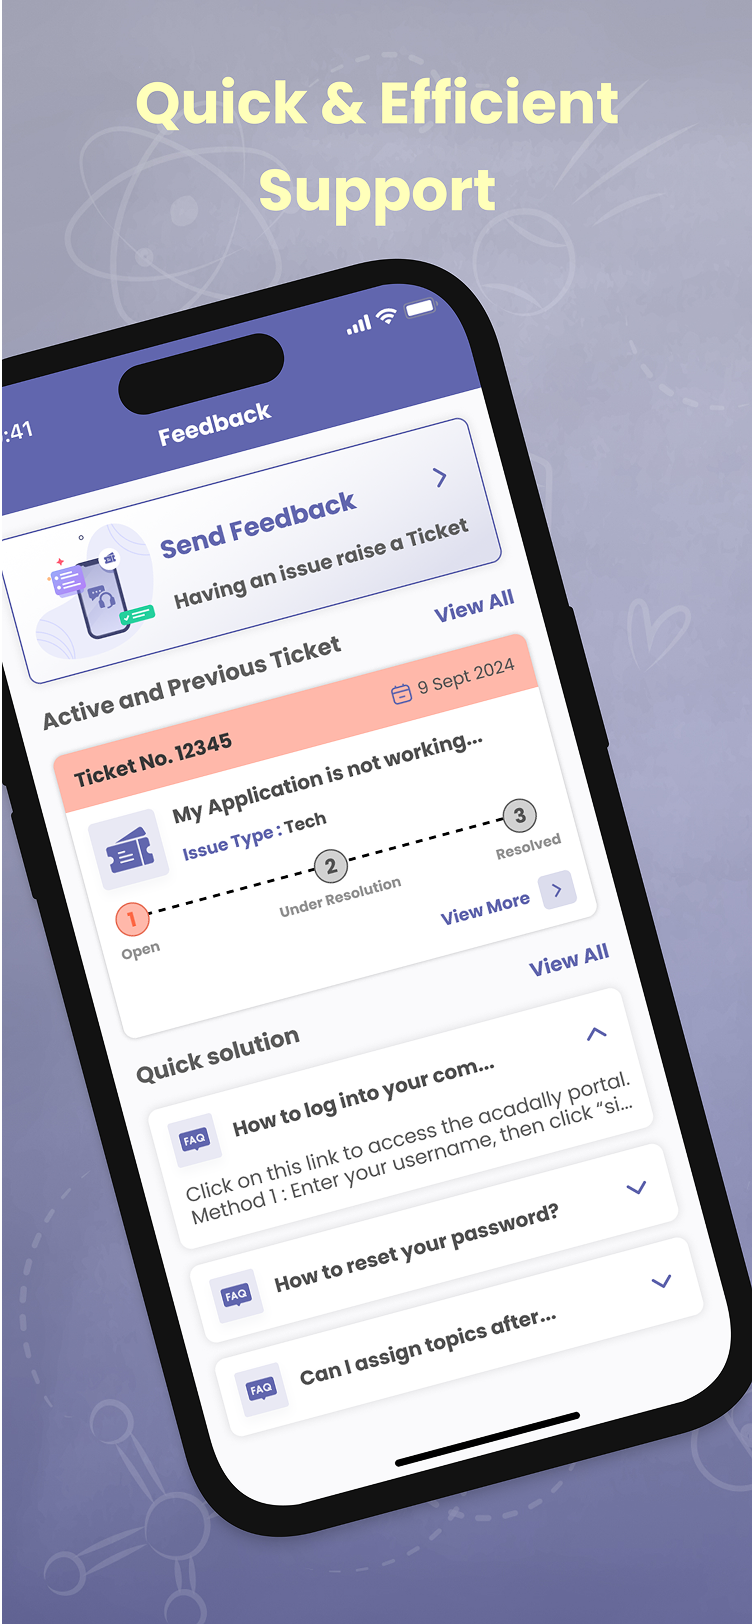 Quick & Efficient
Support
:41
Feedback
Send Feedback
Having an issue raise a Ticket
View All
Active and Previous Ticket
Ticket No. 12345
9 Sept 2024
My Application is not working...
Issue Type : Tech
1
2
3
Open
Under Resolution
Resolved
View More
View All
Quick solution
FAQ
How to log into your com...
Click on this link to access the acadally portal.
Method 1 : Enter your username, then click “si...
FAQ
How to reset your password?
FAQ
Can I assign topics after...